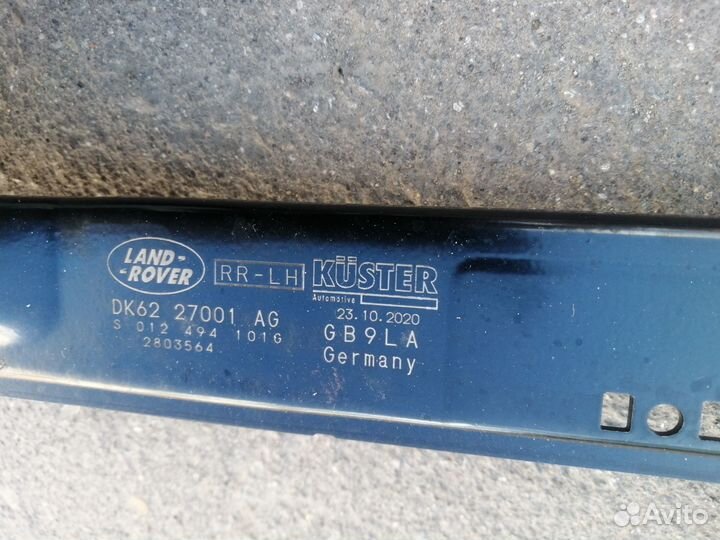 LAND-
-ROVER
RR-LH
KÜSTER
Automotive
DK62 27001 AG
23.10.2020
S 012 494 101G
GB9LA
2803564
Germany
Avito